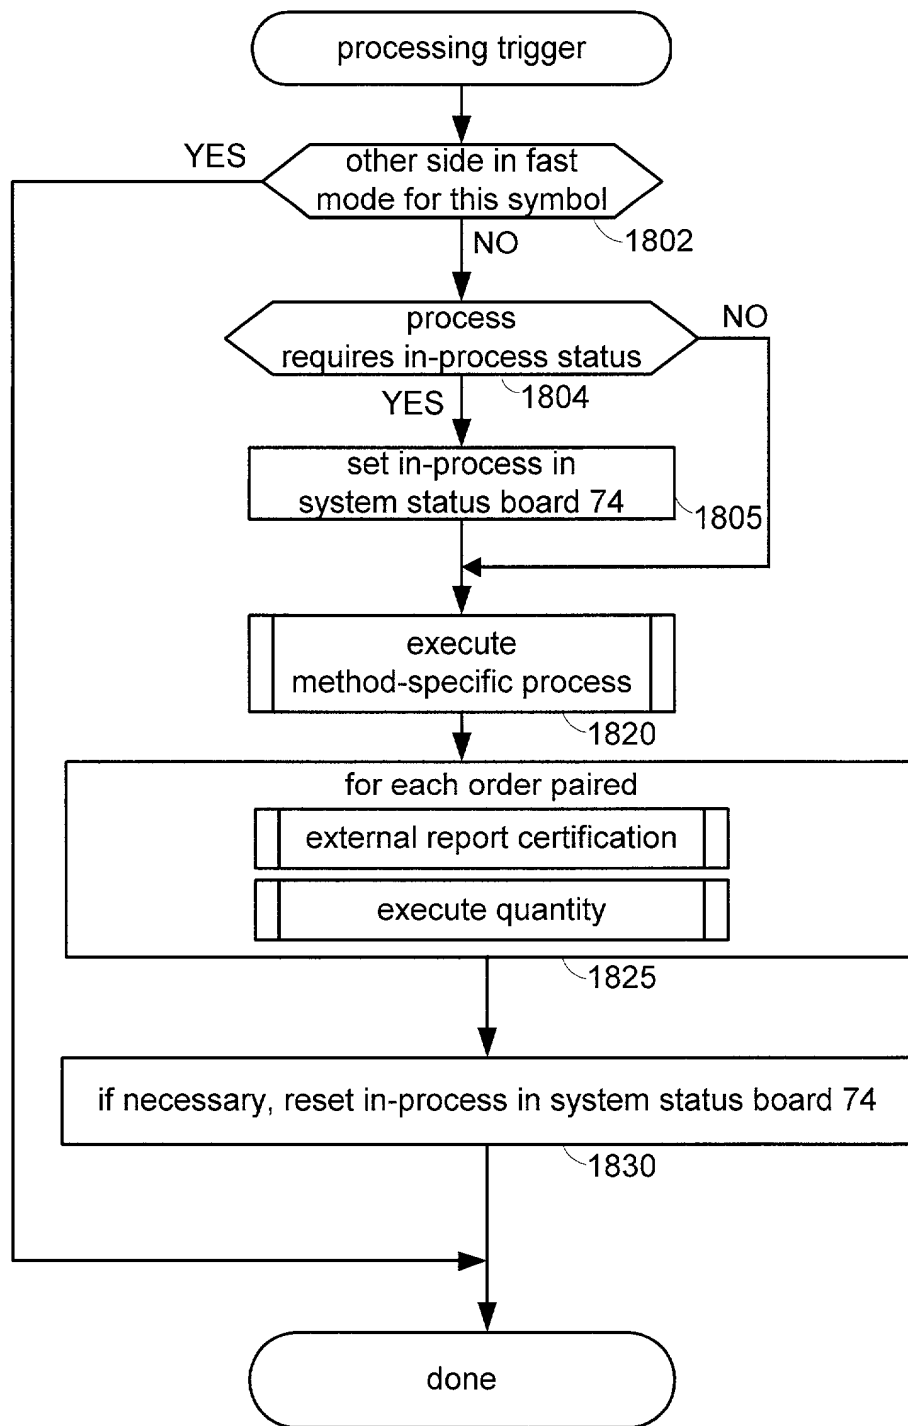 processing trigger
YES
other side in fast
mode for this symbol
1802
NO
process
requires in-process status
NO
1804
YES
set in-process in
system status board 74
1805
execute
method-specific process
1820
for each order paired
external report certification
execute quantity
1825
if necessary, reset in-process in system status board 74
1830
done